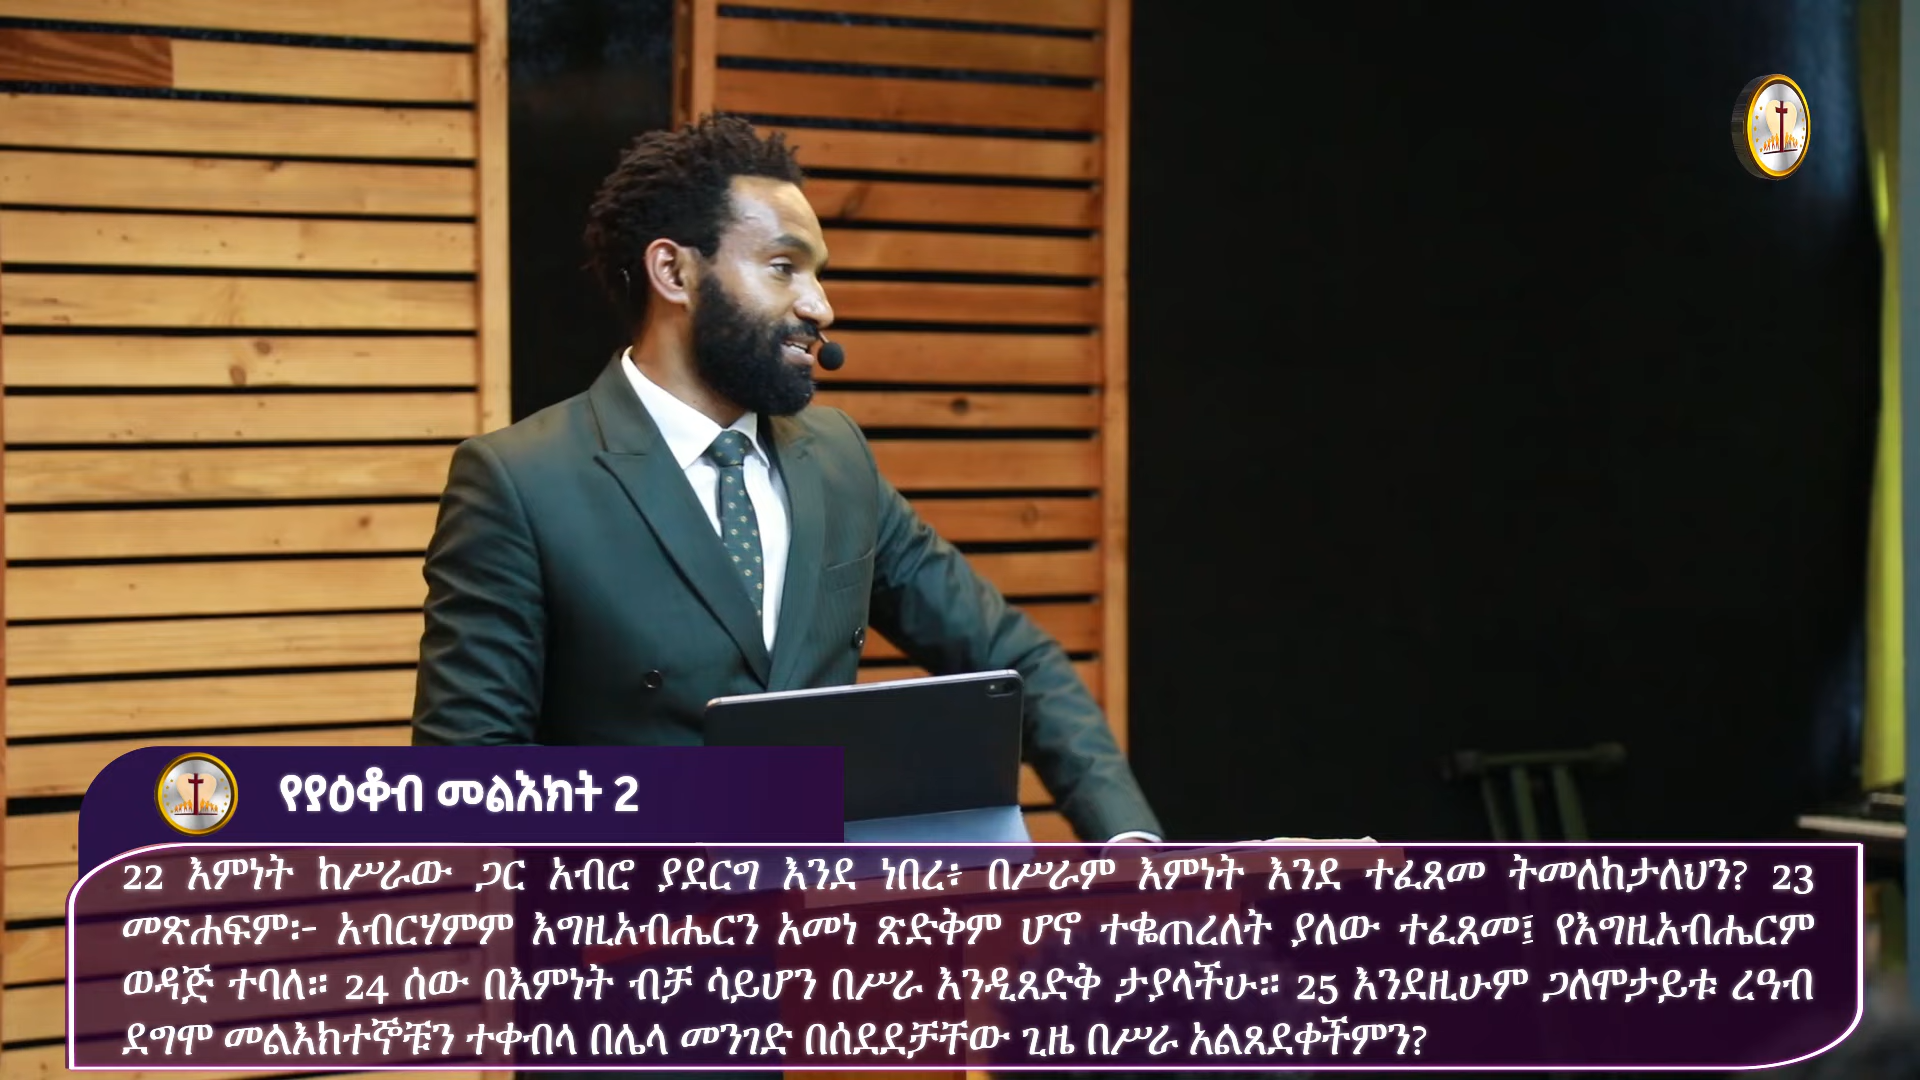 የያዕቆብ መልእክት 2
22 እምነት ከሥራው ጋር አብሮ ያደርግ እንደ ነበረ፥ በሥራም እምነት እንደ ተፈጸመ ትመለከታለህን? 23
መጽሐፍም፡- አብርሃምም እግዚአብሔርን አመነ ጽድቅም ሆኖ ተቈጠረለት ያለው ተፈጸመ፤ የእግዚአብሔርም
ወዳጅ ተባለ። 24 ሰው በእምነት ብቻ ሳይሆን በሥራ እንዲጸድቅ ታያላችሁ። 25 እንደዚሁም ጋለሞታይቱ ረዓብ
ደግሞ መልእክተኞቹን ተቀብላ በሌላ መንገድ በሰደደቻቸው ጊዜ በሥራ አልጸደቀችምን?